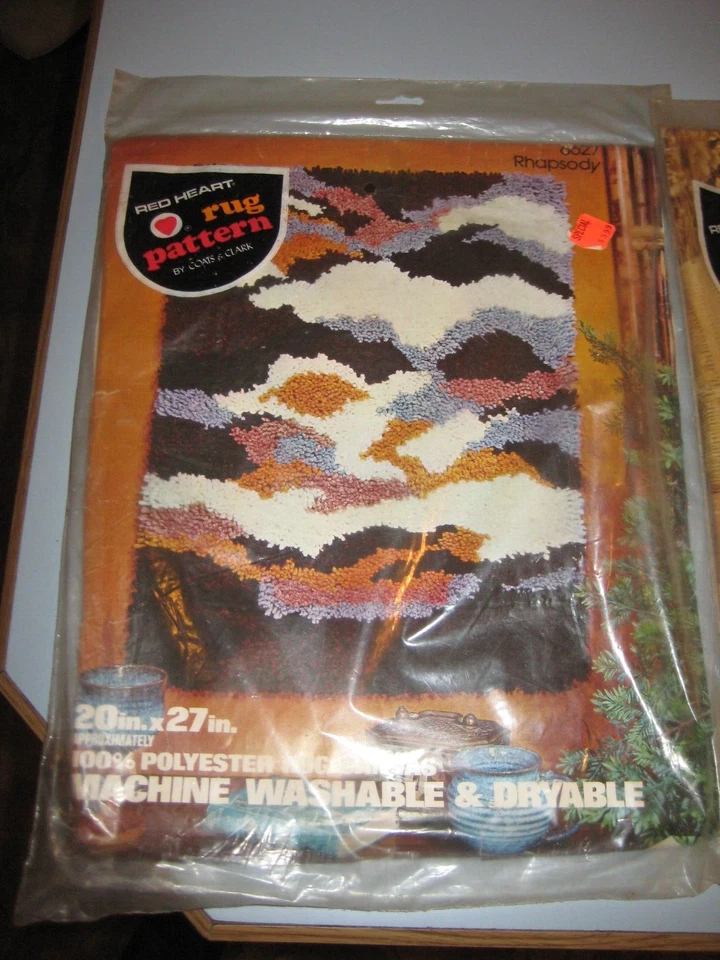 Rhapsody
RED HEART®
rug
pattern
BY COATS & CLARK
20in. x 27in.
APPROXIMATELY
100% POLYESTER
MACHINE WASHABLE & DRYABLE